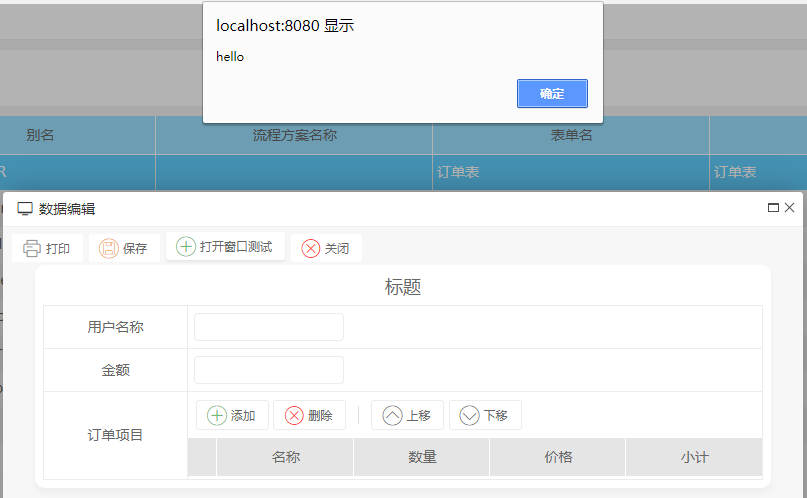 localhost:8080 显示
hello
确定
别名 流程方案名称 表单名
R 订单表 订单表
数据编辑
打印 保存 打开窗口测试 关闭
标题
用户名称
金额
订单项目
添加 删除 上移 下移
名称 数量 价格 小计